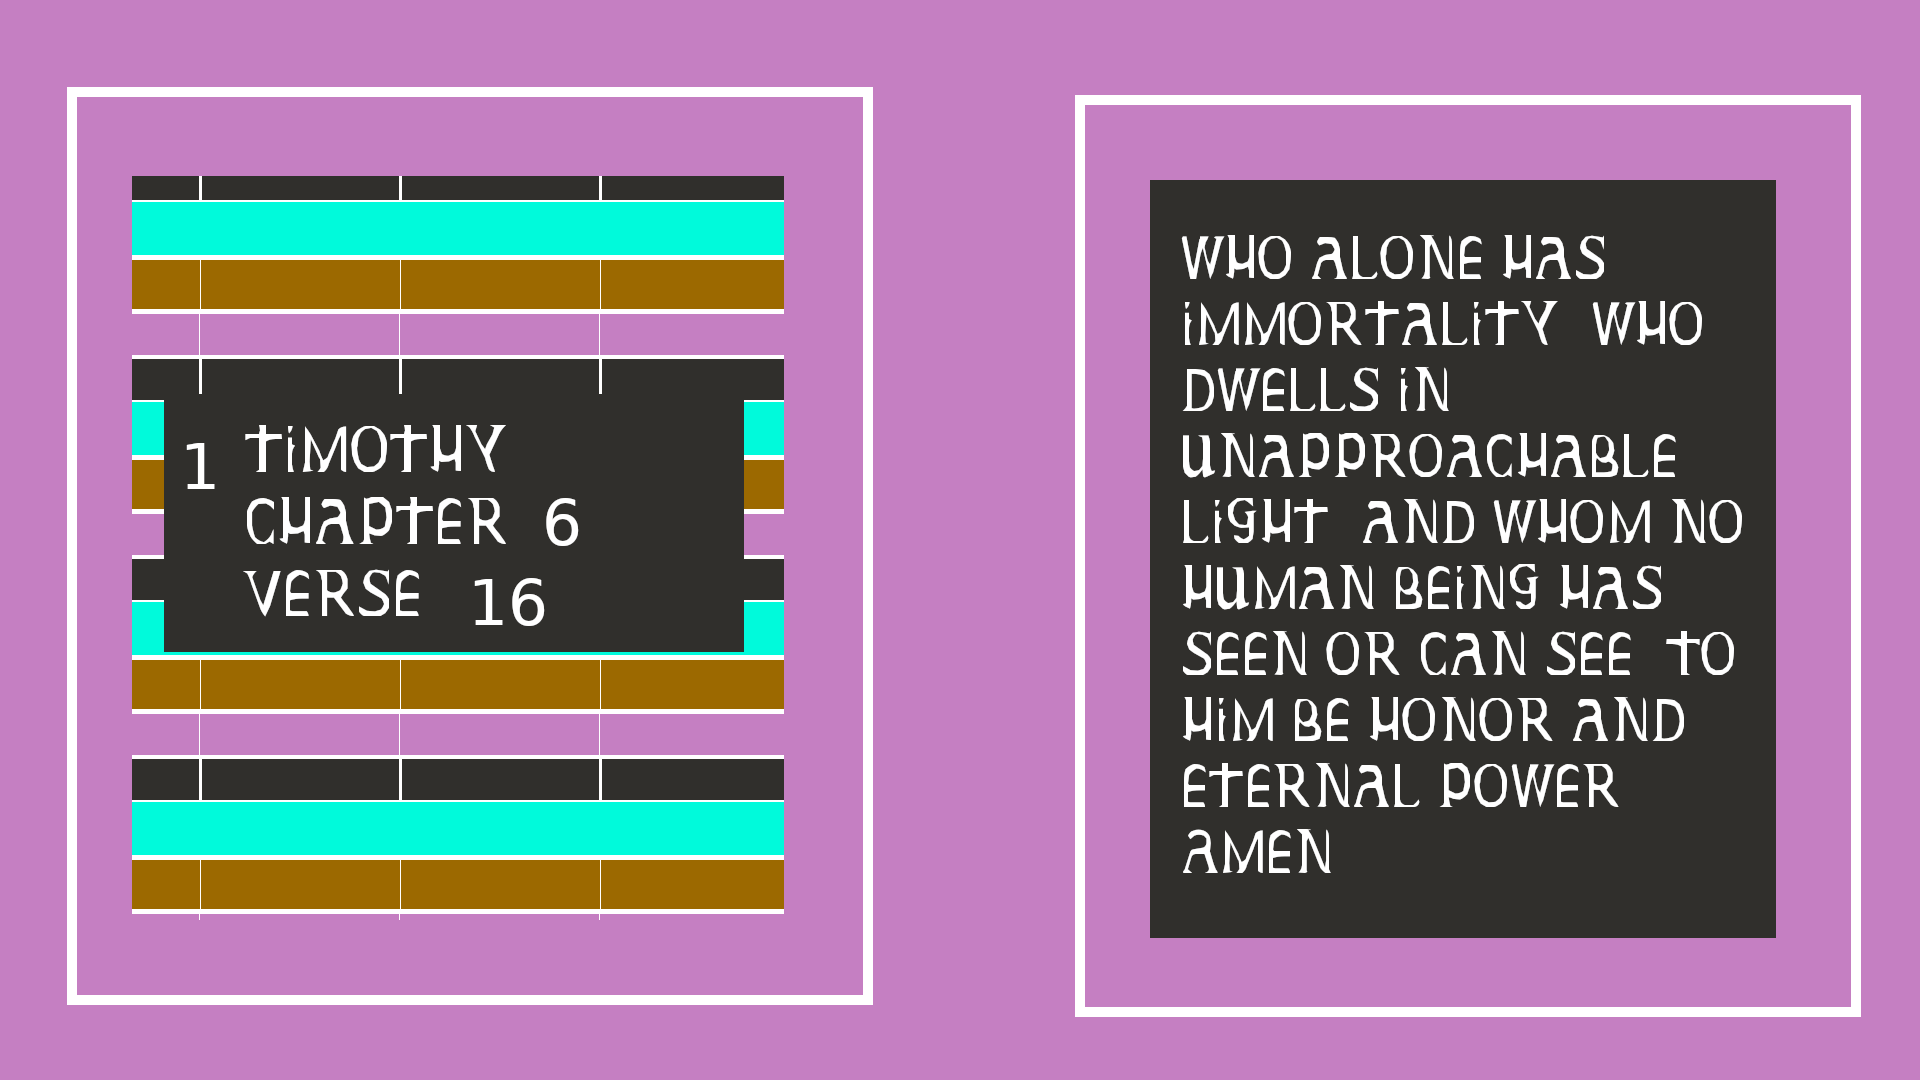 1 TiMOTHY
CHAPTER 6
VERSE 16
WHO ALONE HAS
iMMORTALiTY WHO
DWELLS iN
UNAPPROACHABLE
LiGHT AND WHOM NO
HUMAN BEiNG HAS
SEEN OR CAN SEE TO
HiM BE HONOR AND
ETERNAL POWER
AMEN